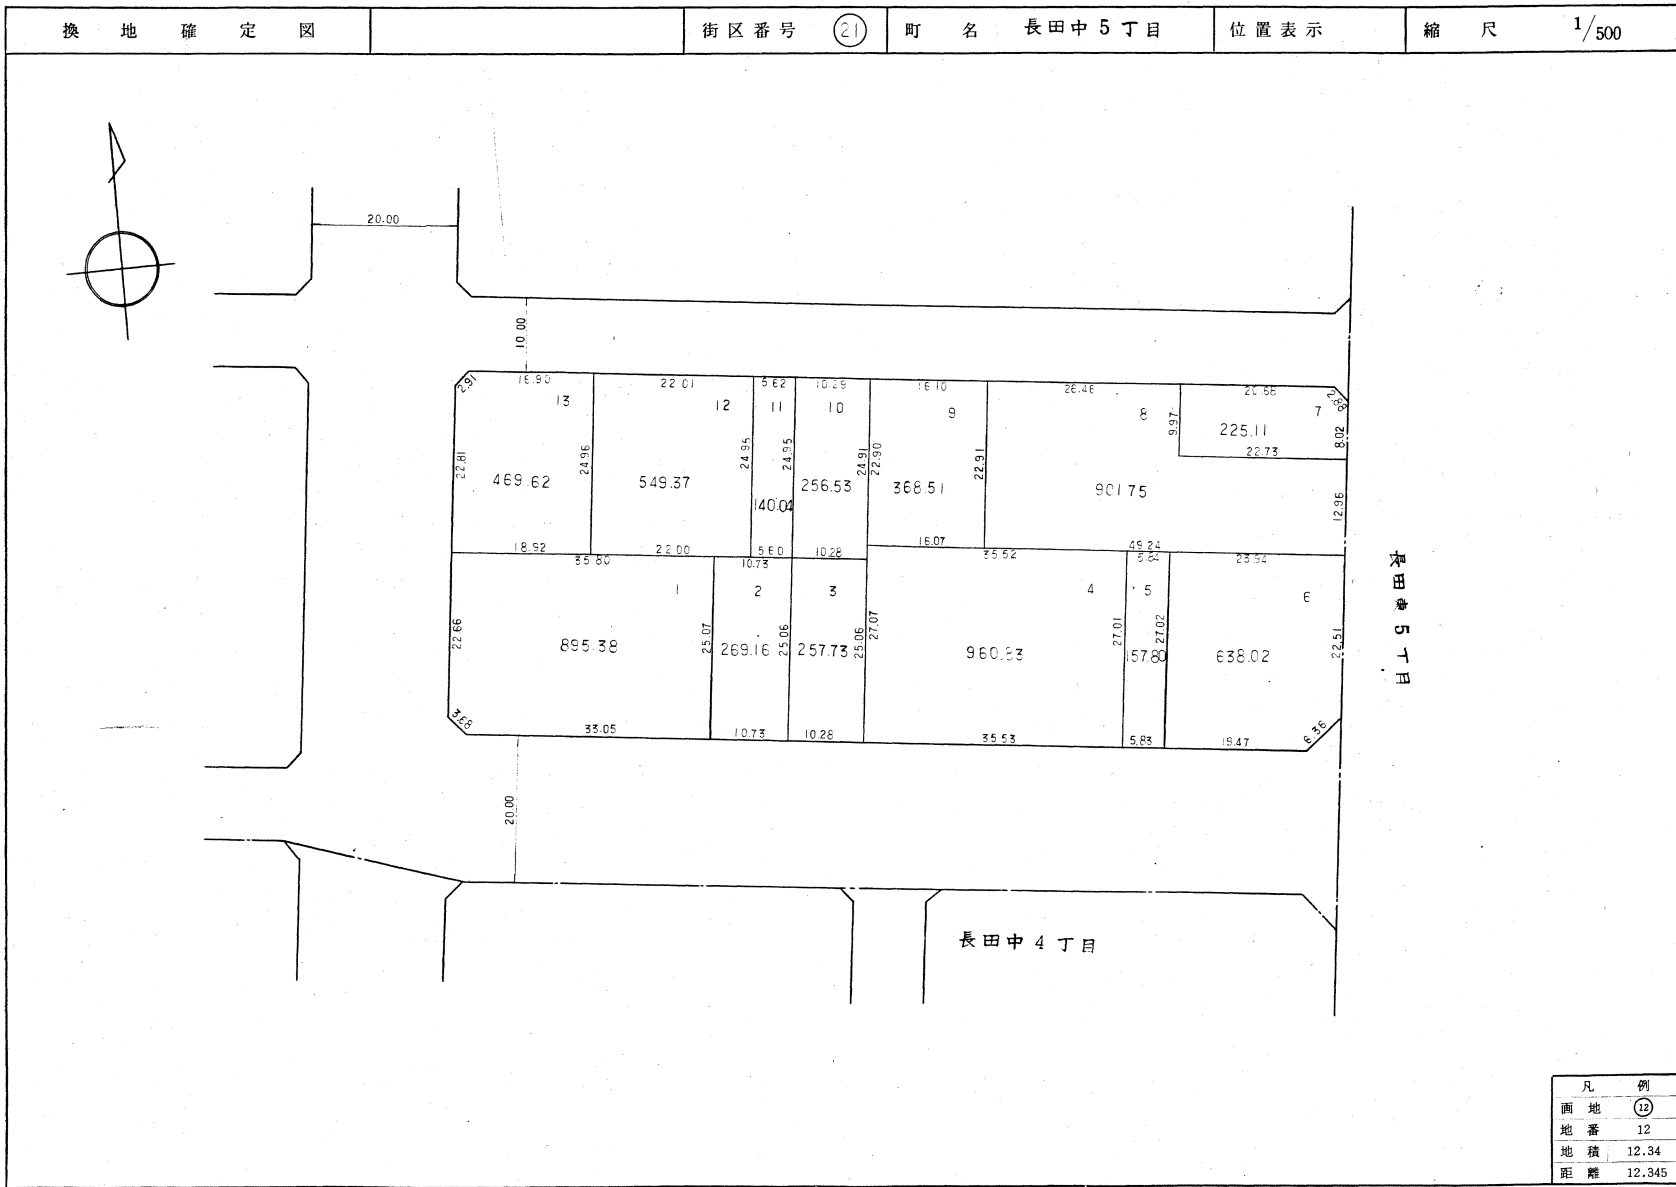 換地確定図 街区番号 ㉑ 町名 長田中5丁目 位置表示 縮尺 1/500
20.00
10.00
2.91 16.90 22.01 5.62 10.29 16.10 26.46 20.66 2.88
13 12 11 10 9 8 7
22.81 24.96 24.95 24.95 24.91 22.90 22.91 9.97 8.02
225.11
22.73
469.62 549.37 140.04 256.53 368.51 901.75
12.96
18.92 22.00 5.60 10.28 16.07 49.24
35.80 10.73 35.52 5.84 23.94
1 2 3 4 5 6
22.66 25.07 25.06 25.06 27.07 27.01 27.02 22.51
895.38 269.16 257.73 157.80 638.02
3.68 33.05 10.73 10.28 35.53 5.83 19.47 6.36
20.00
長田東5丁目
長田中4丁目
凡例
画地 ⑫
地番 12
地積 12.34
距離 12.345